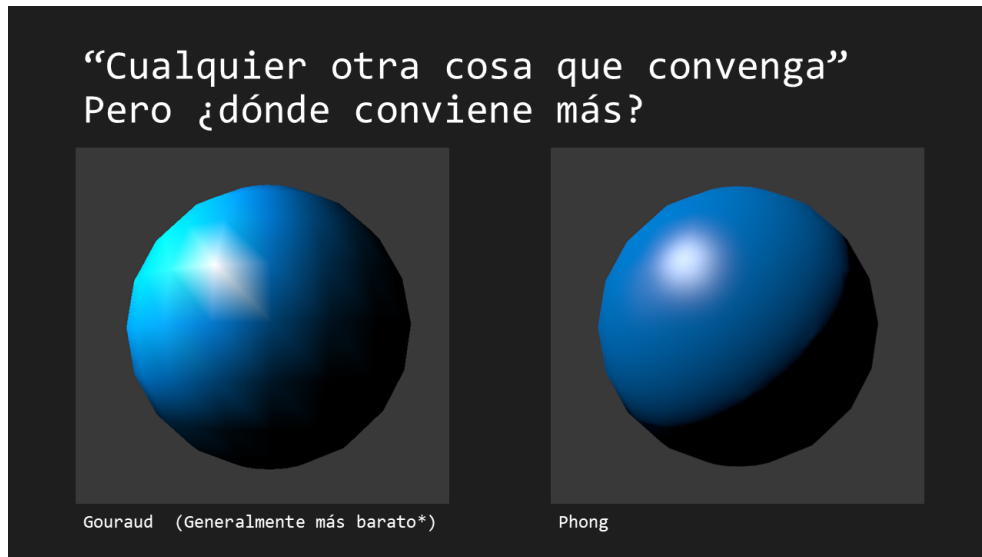 “Cualquier otra cosa que convenga”
Pero ¿dónde conviene más?
Gouraud (Generalmente más barato*)
Phong